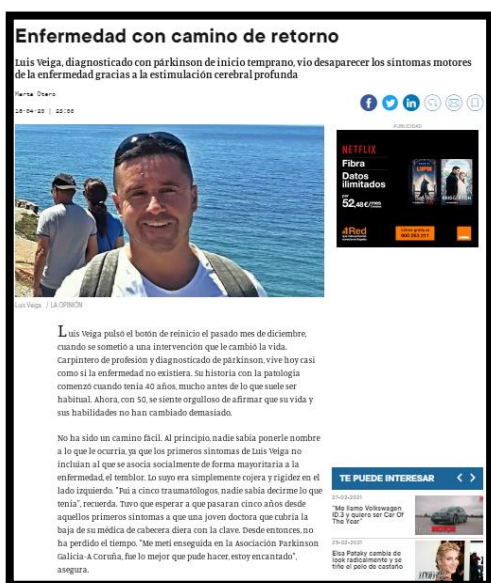 Enfermedad con camino de retorno
Luis Veiga, diagnosticado con párkinson de inicio temprano, vio desaparecer los síntomas motores
de la enfermedad gracias a la estimulación cerebral profunda
Marta Otero
PUBLICIDAD
NETFLIX
Fibra
Datos
ilimitados
por
52,48 €/mes
LUPIN
Luis Veiga / LA OPINIÓN
Luis Veiga pulsó el botón de reinicio el pasado mes de diciembre,
cuando se sometió a una intervención que le cambió la vida.
Carpintero de profesión y diagnosticado de párkinson, vive hoy casi
como si la enfermedad no existiera. Su historia con la patología
comenzó cuando tenía 40 años, mucho antes de lo que suele ser
habitual. Ahora, con 50, se siente orgulloso de afirmar que su vida y
sus habilidades no han cambiado demasiado.
No ha sido un camino fácil. Al principio, nadie sabía ponerle nombre
a lo que le ocurría, ya que los primeros síntomas de Luis Veiga no
incluían al que se asocia socialmente de forma mayoritaria a la
enfermedad, el temblor. Lo suyo era simplemente cojera y rigidez en el
lado izquierdo. "Fui a cinco traumatólogos, nadie sabía decirme lo que
tenía", recuerda. Tuvo que esperar a que pasaran cinco años desde
aquellos primeros síntomas a que una joven doctora que cubría la
baja de su médica de cabecera diera con la clave. Desde entonces, no
ha perdido el tiempo. "Me metí enseguida en la Asociación Parkinson
Galicia-A Coruña, fue lo mejor que pude hacer, estoy encantado",
asegura.
TE PUEDE INTERESAR
"Me llamo Volkswagen
ID.3 y quiero ser Car Of
The Year"
Elsa Pataky cambia de
look radicalmente y se
tiñe el pelo de castaño